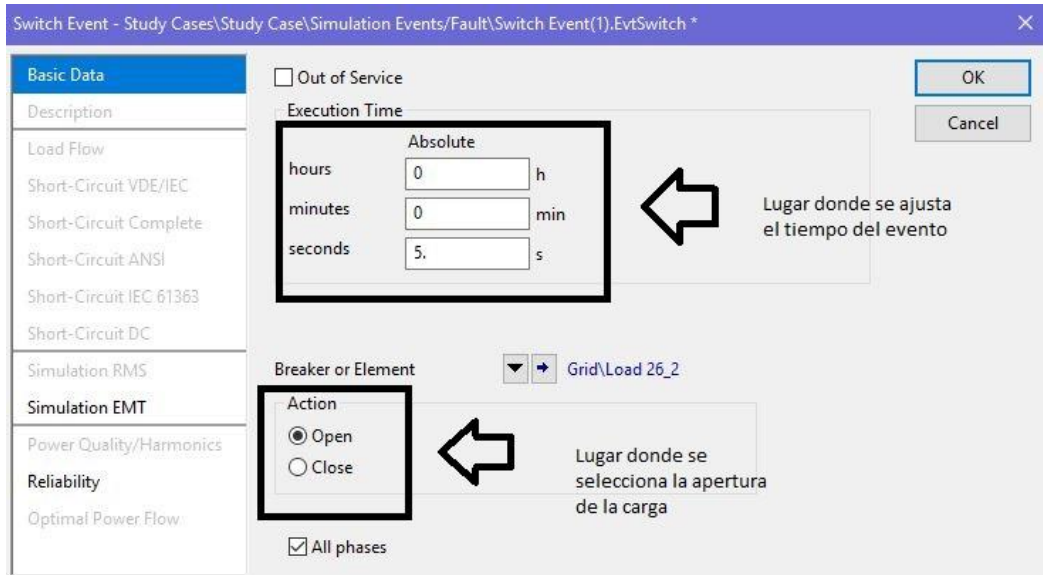 Switch Event - Study Cases\Study Case\Simulation Events/Fault\Switch Event(1).EvtSwitch *
Basic Data
Description
Load Flow
Short-Circuit VDE/IEC
Short-Circuit Complete
Short-Circuit ANSI
Short-Circuit IEC 61363
Short-Circuit DC
Simulation RMS
Simulation EMT
Power Quality/Harmonics
Reliability
Optimal Power Flow
Out of Service
Execution Time
Absolute
hours 0 h
minutes 0 min
seconds 5. s
Lugar donde se ajusta
el tiempo del evento
Breaker or Element Grid\Load 26_2
Action
Open
Close
Lugar donde se
selecciona la apertura
de la carga
All phases
OK
Cancel